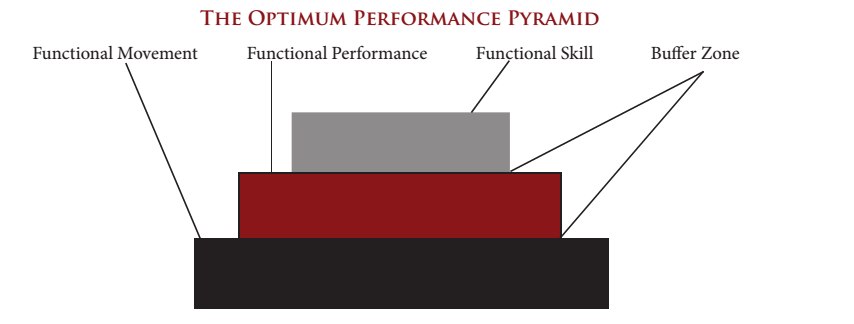 The Optimum Performance Pyramid
Functional Movement Functional Performance Functional Skill Buffer Zone